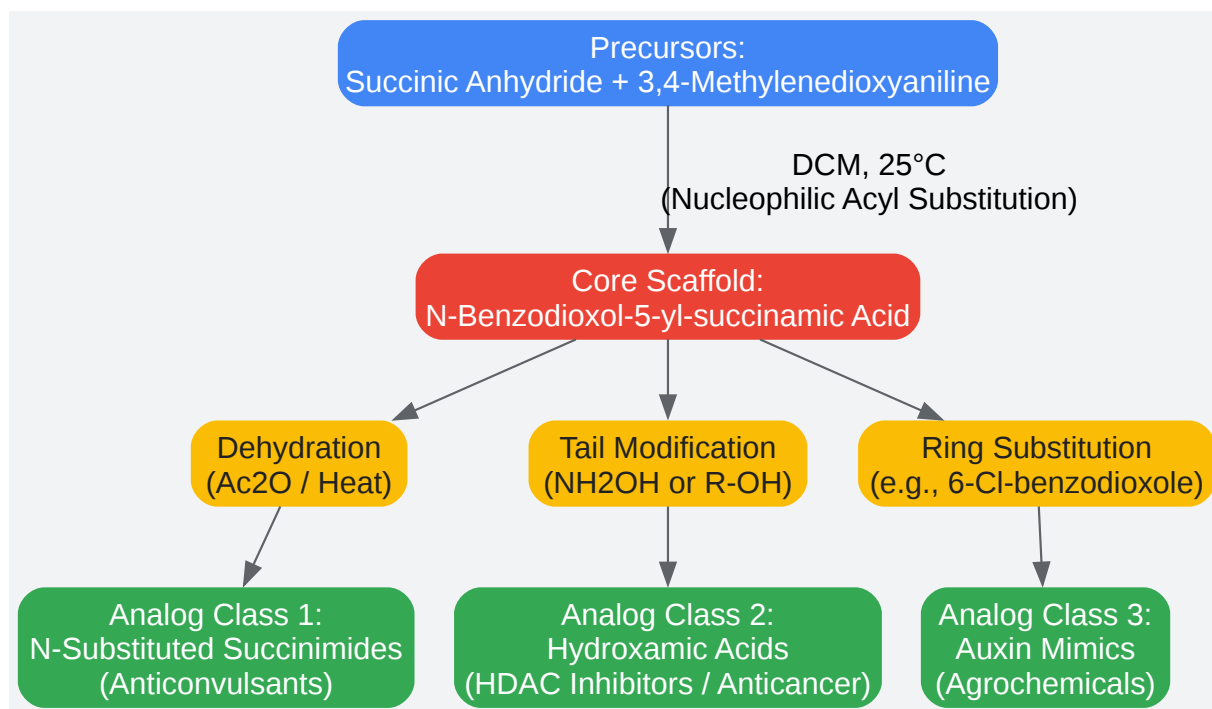 Precursors:
Succinic Anhydride + 3,4-Methylenedioxyaniline
DCM, 25°C
(Nucleophilic Acyl Substitution)
Core Scaffold:
N-Benzodioxol-5-yl-succinamic Acid
Dehydration
(Ac2O / Heat)
Tail Modification
(NH2OH or R-OH)
Ring Substitution
(e.g., 6-Cl-benzodioxole)
Analog Class 1:
N-Substituted Succinimides
(Anticonvulsants)
Analog Class 2:
Hydroxamic Acids
(HDAC Inhibitors / Anticancer)
Analog Class 3:
Auxin Mimics
(Agrochemicals)